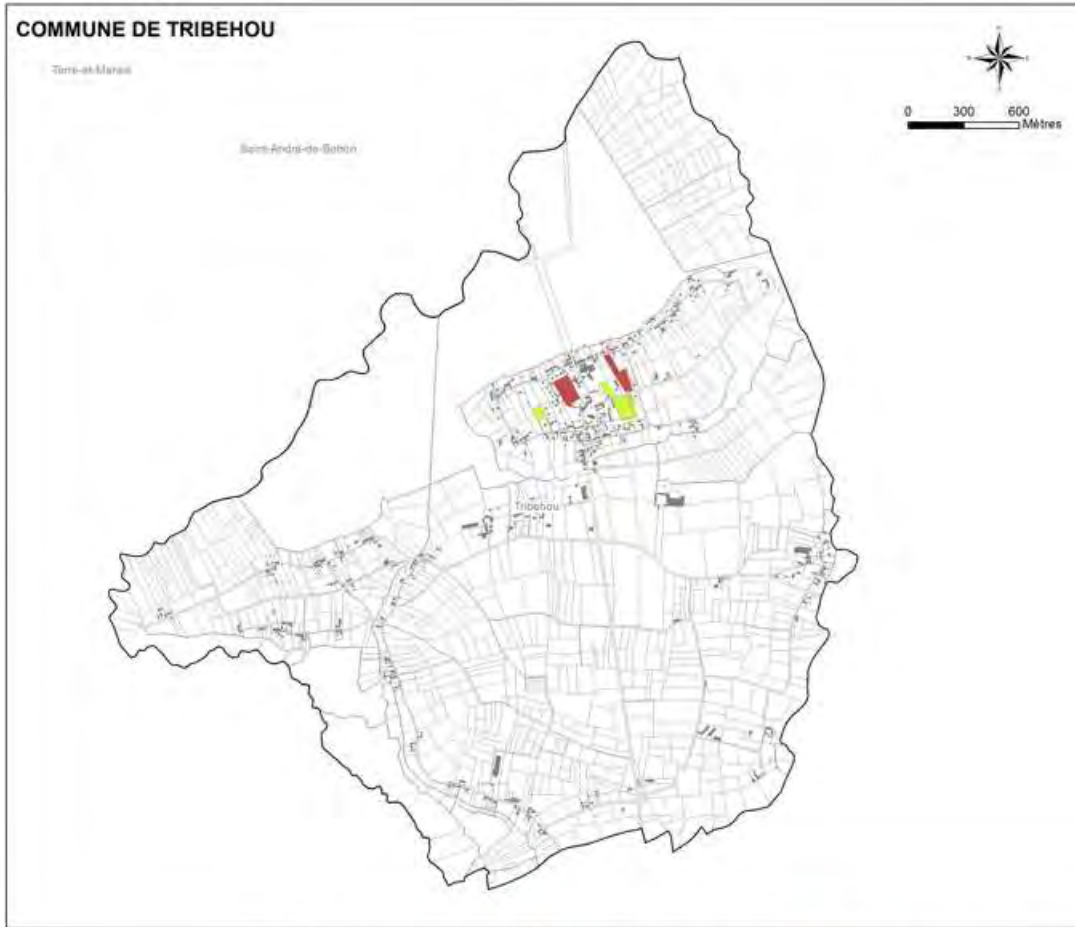 COMMUNE DE TRIBEHOU
Terre-et-Marais
Saint-André-de-Bohon
0 300 600
Mètres
Tribehou